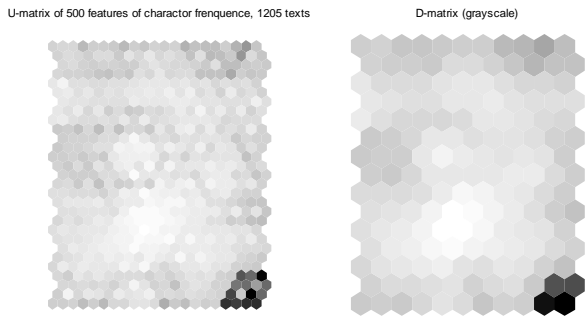 U-matrix of 500 features of charactor frenquence, 1205 texts
D-matrix (grayscale)